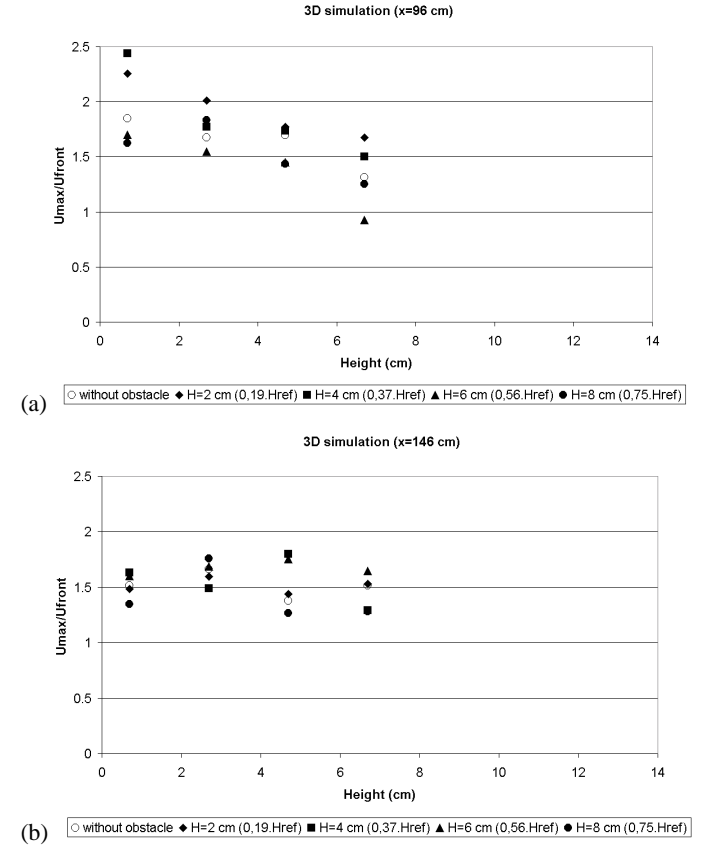 3D simulation (x=96 cm)
2.5
2
1.5
1
0.5
0
Umax/Ufront
0 2 4 6 8 10 12 14
Height (cm)
(a) ○ without obstacle ◆ H=2 cm (0,19.Href) ■ H=4 cm (0,37.Href) ▲ H=6 cm (0,56.Href) ● H=8 cm (0,75.Href)
3D simulation (x=146 cm)
2.5
2
1.5
1
0.5
0
Umax/Ufront
0 2 4 6 8 10 12 14
Height (cm)
(b) ○ without obstacle ◆ H=2 cm (0,19.Href) ■ H=4 cm (0,37.Href) ▲ H=6 cm (0,56.Href) ● H=8 cm (0,75.Href)